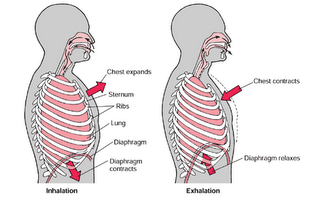 Chest expands
Sternum
Ribs
Lung
Diaphragm
Diaphragm
contracts
Inhalation
Chest contracts
Diaphragm relaxes
Exhalation